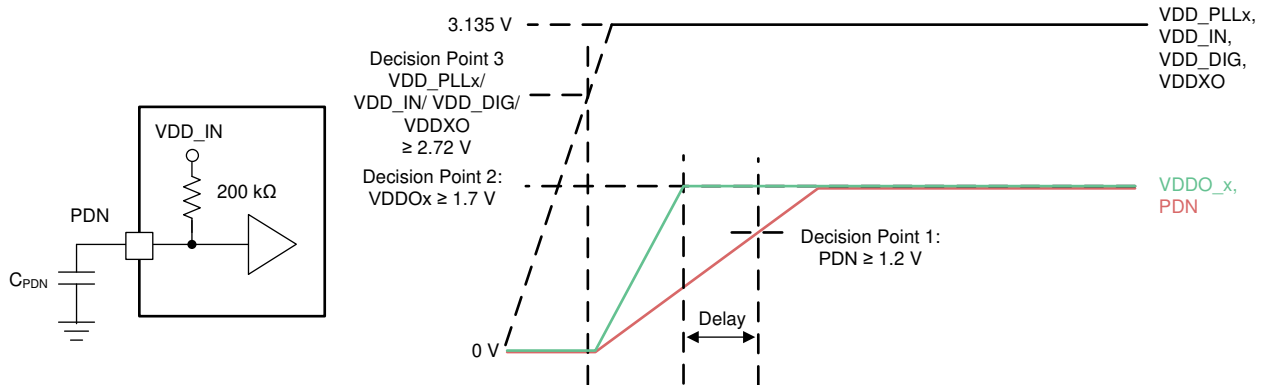 VDD_IN
200 kΩ
PDN
CPDN
3.135 V
Decision Point 3
VDD_PLLx/
VDD_IN/ VDD_DIG/
VDDXO
≥ 2.72 V
Decision Point 2:
VDDOx ≥ 1.7 V
0 V
Delay
Decision Point 1:
PDN ≥ 1.2 V
VDD_PLLx,
VDD_IN,
VDD_DIG,
VDDXO
VDDO_x,
PDN